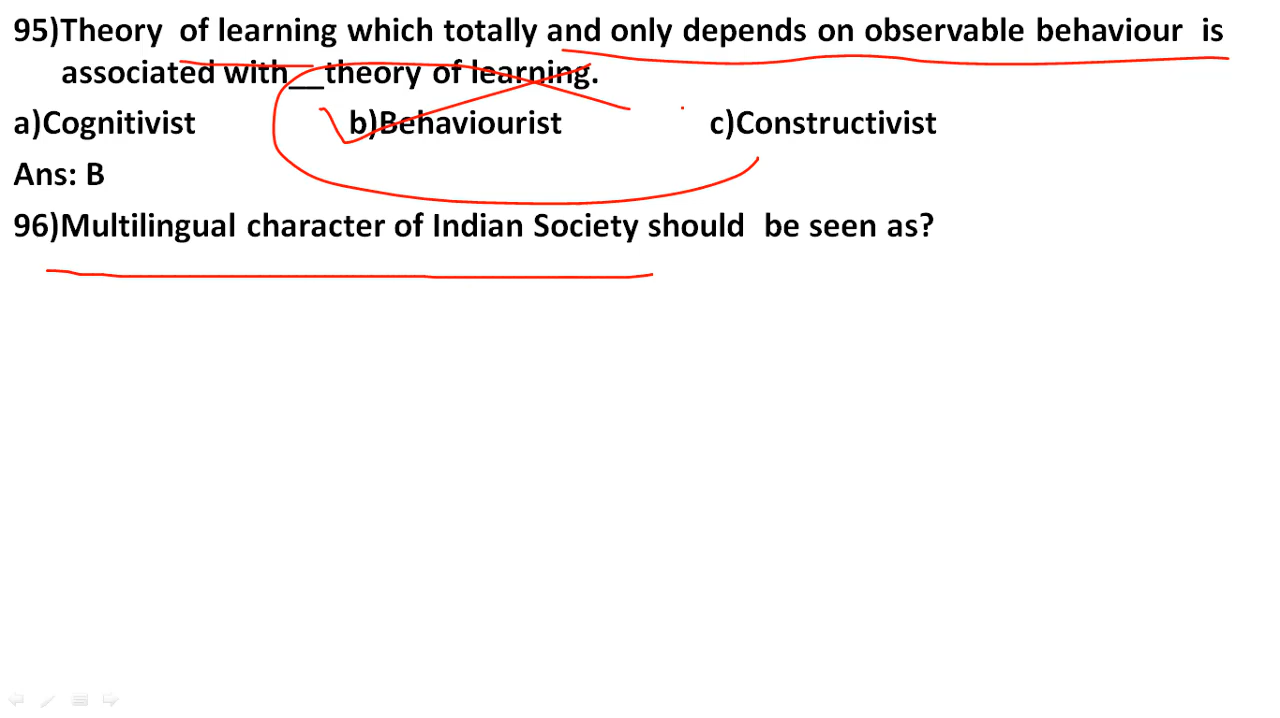 95)Theory of learning which totally and only depends on observable behaviour is
associated with__theory of learning.
a)Cognitivist b)Behaviourist c)Constructivist
Ans: B
96)Multilingual character of Indian Society should be seen as?